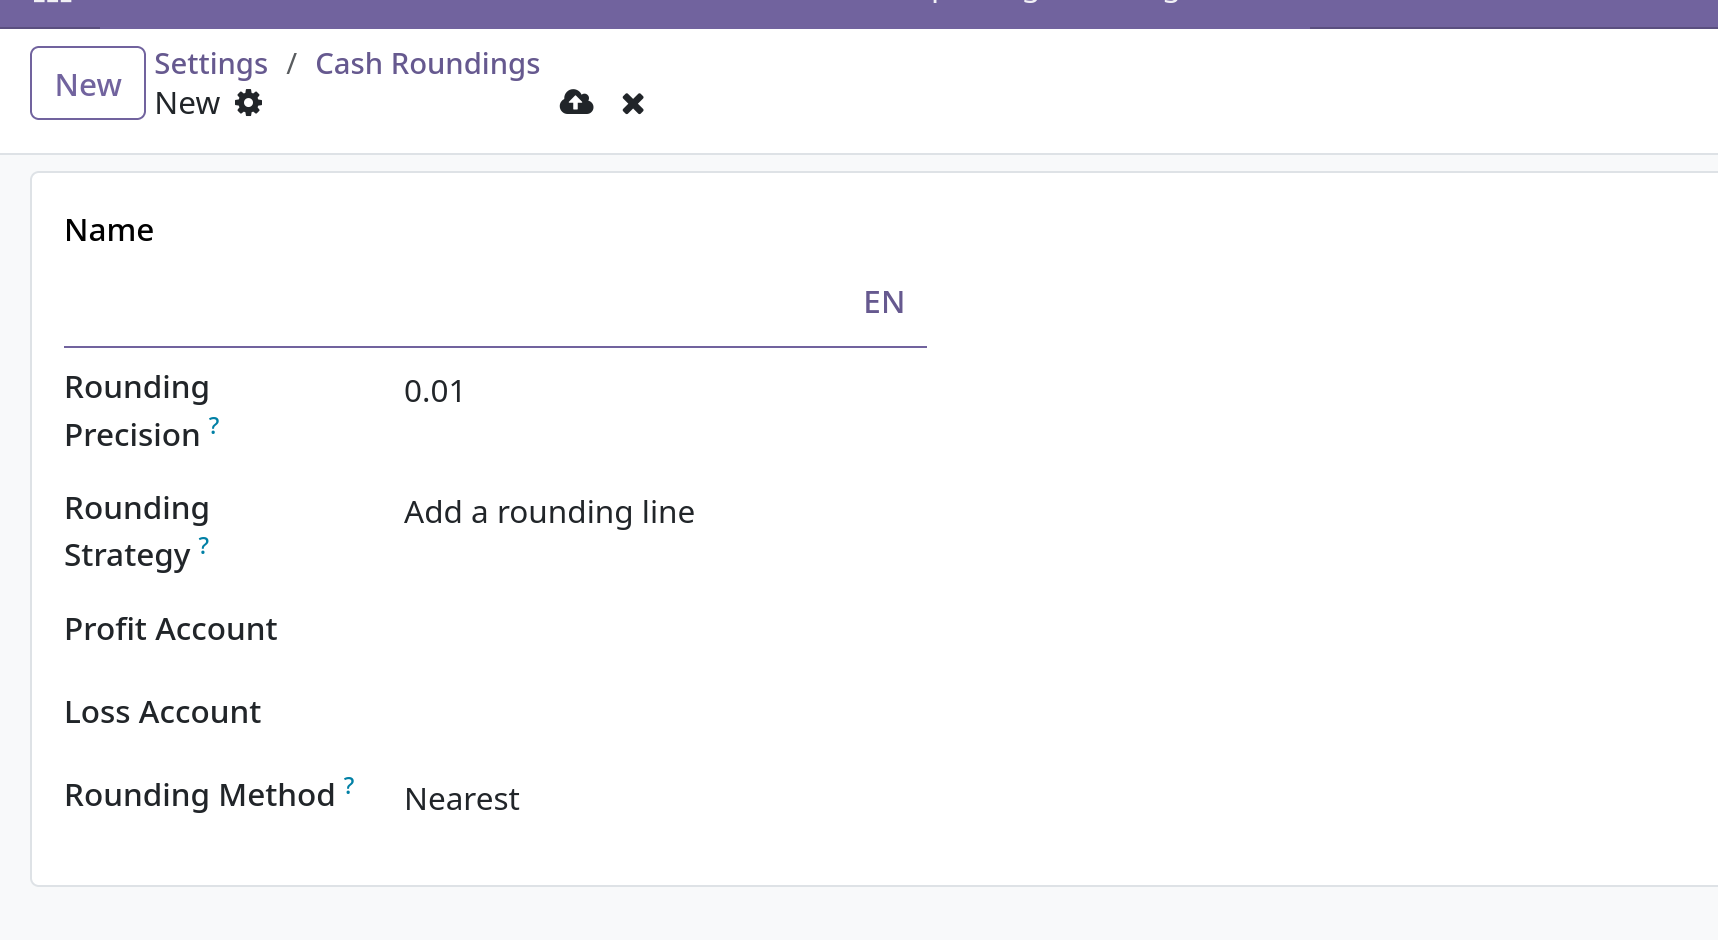 New
Settings / Cash Roundings
New
Name
EN
Rounding
Precision ?
0.01
Rounding
Strategy ?
Add a rounding line
Profit Account
Loss Account
Rounding Method ?
Nearest